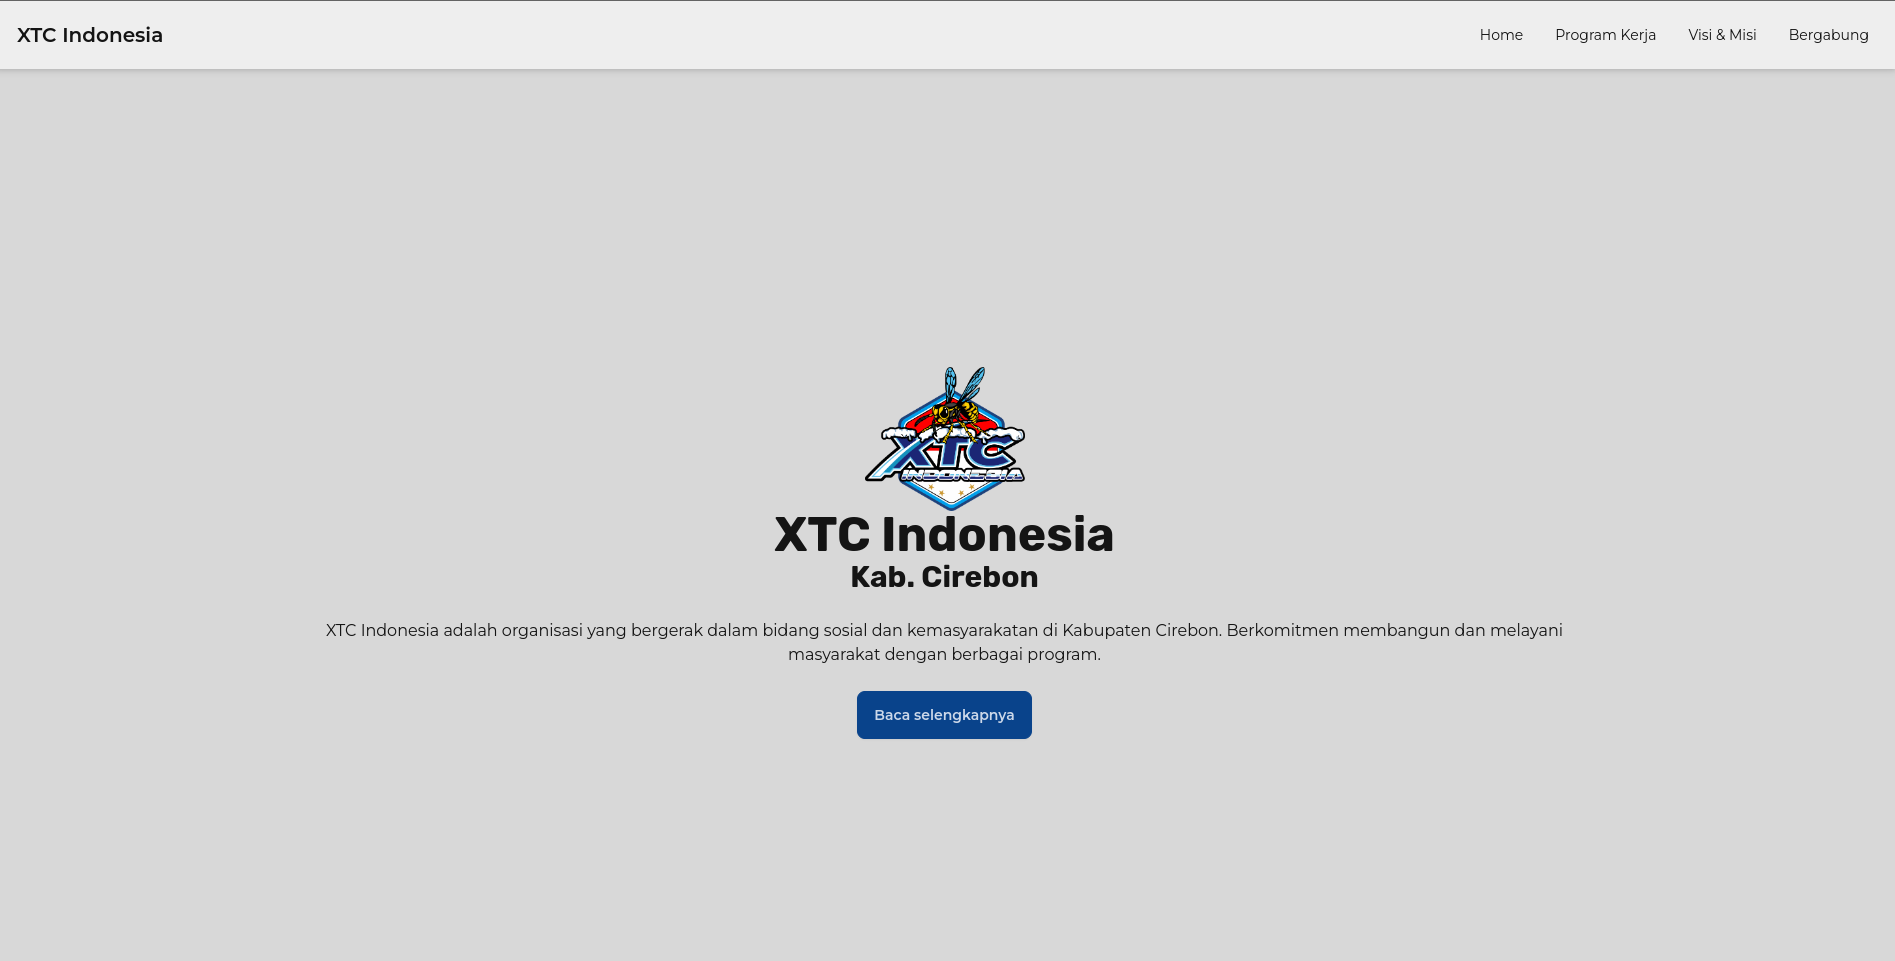 XTC Indonesia
Home
Program Kerja
Visi & Misi
Bergabung
XTC
INDONESIA
XTC Indonesia
Kab. Cirebon
XTC Indonesia adalah organisasi yang bergerak dalam bidang sosial dan kemasyarakatan di Kabupaten Cirebon. Berkomitmen membangun dan melayani
masyarakat dengan berbagai program.
Baca selengkapnya